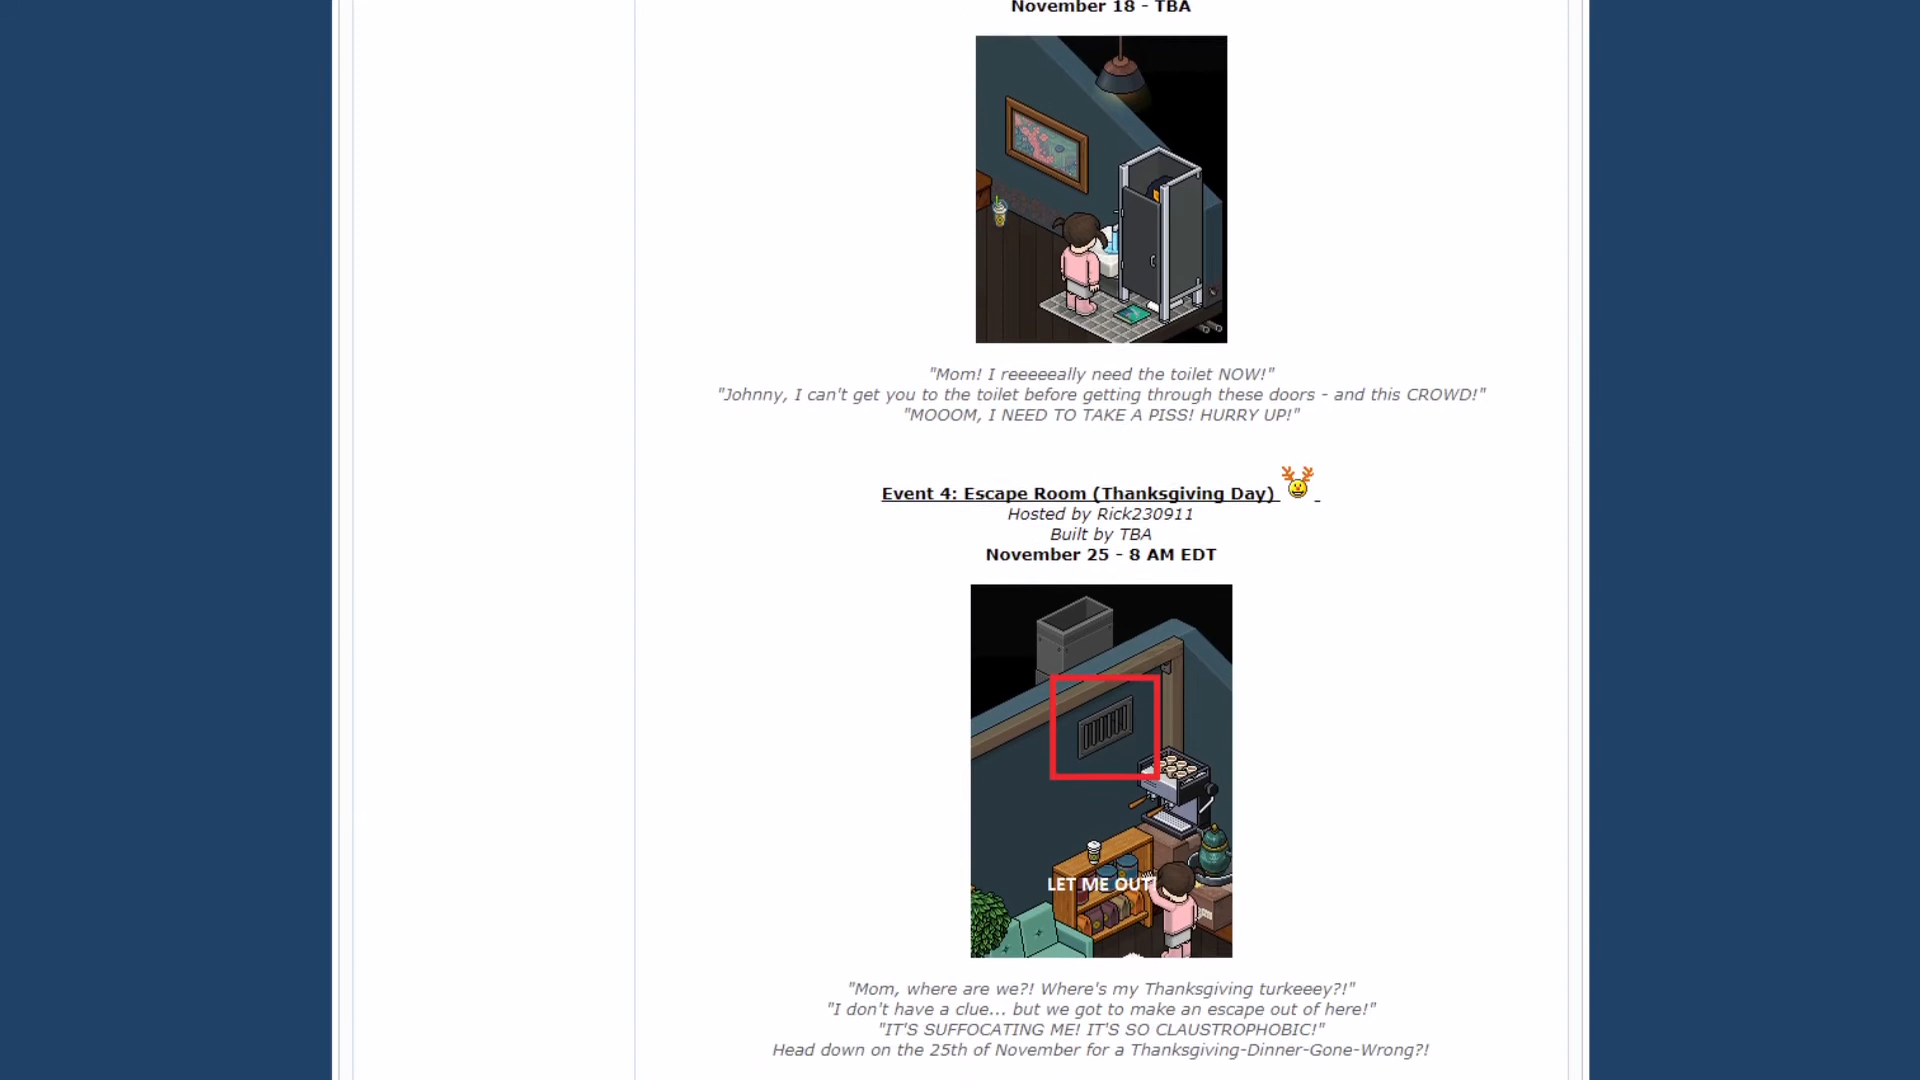 November 18 - TBA
"Mom! I reeeeeally need the toilet NOW!"
"Johnny, I can't get you to the toilet before getting through these doors - and this CROWD!"
"MOOOM, I NEED TO TAKE A PISS! HURRY UP!"
Event 4: Escape Room (Thanksgiving Day)
Hosted by Rick230911
Built by TBA
November 25 - 8 AM EDT
LET ME OUT!
"Mom, where are we?! Where's my Thanksgiving turkeeey?!"
"I don't have a clue... but we got to make an escape out of here!"
"IT'S SUFFOCATING ME! IT'S SO CLAUSTROPHOBIC!"
Head down on the 25th of November for a Thanksgiving-Dinner-Gone-Wrong?!